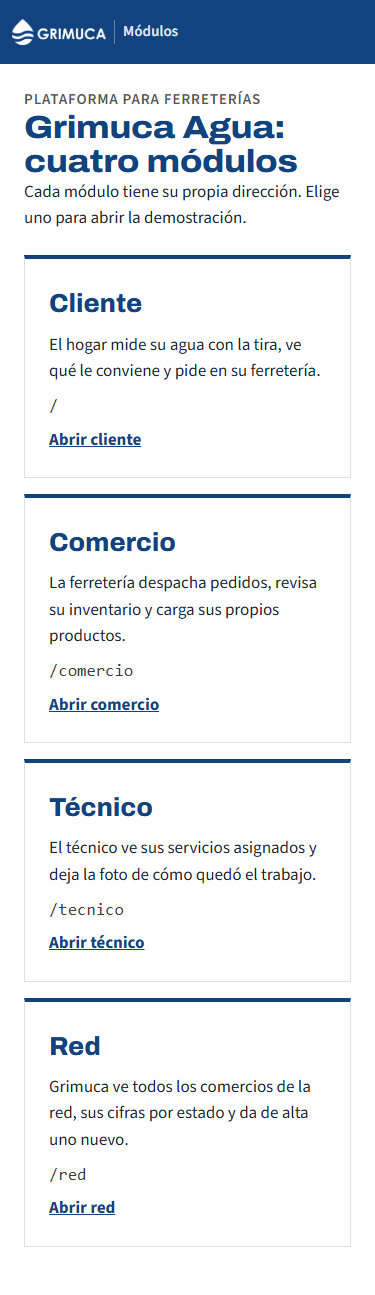 GRIMUCA Módulos
PLATAFORMA PARA FERRETERÍAS
Grimuca Agua:
cuatro módulos
Cada módulo tiene su propia dirección. Elige
uno para abrir la demostración.
Cliente
El hogar mide su agua con la tira, ve
qué le conviene y pide en su ferretería.
/
Abrir cliente
Comercio
La ferretería despacha pedidos, revisa
su inventario y carga sus propios
productos.
/comercio
Abrir comercio
Técnico
El técnico ve sus servicios asignados y
deja la foto de cómo quedó el trabajo.
/tecnico
Abrir técnico
Red
Grimuca ve todos los comercios de la
red, sus cifras por estado y da de alta
uno nuevo.
/red
Abrir red